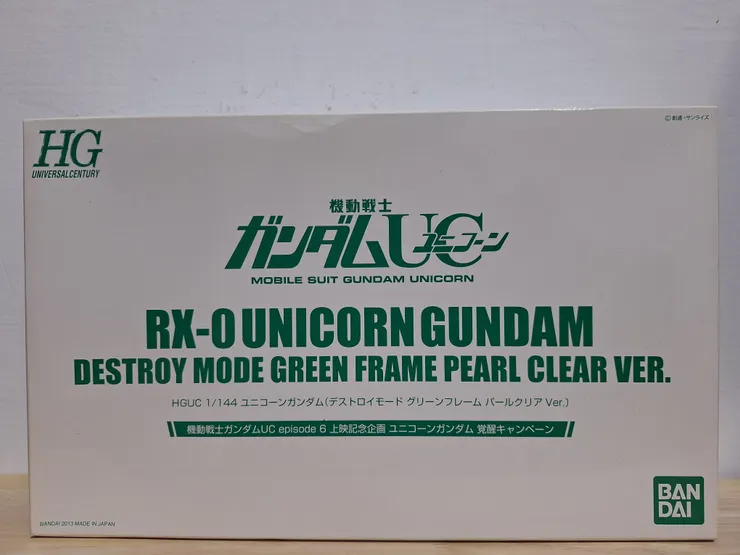 HG
UNIVERSAL CENTURY
©創通・サンライズ
機動戦士
ガンダムUC ユニコーン
MOBILE SUIT GUNDAM UNICORN
RX-0 UNICORN GUNDAM
DESTROY MODE GREEN FRAME PEARL CLEAR VER.
HGUC 1/144 ユニコーンガンダム(デストロイモード グリーンフレーム パールクリア Ver.)
機動戦士ガンダムUC episode 6 上映記念企画 ユニコーンガンダム 覚醒キャンペーン
BANDAI 2013 MADE IN JAPAN
BAN
DAI